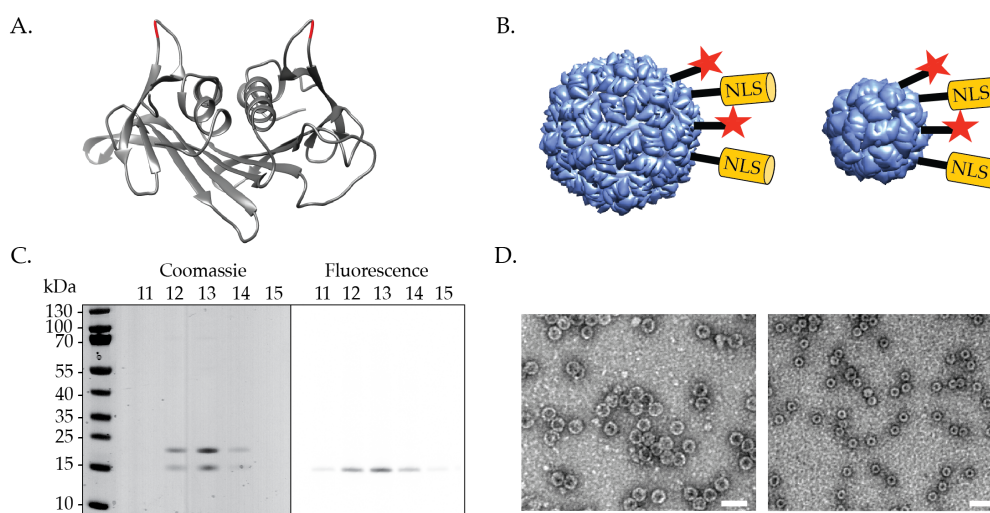 A.
B.
NLS
NLS
NLS
NLS
C.
Coomassie Fluorescence
kDa 11 12 13 14 15 11 12 13 14 15
130
100
70
55
40
35
25
15
10
D.